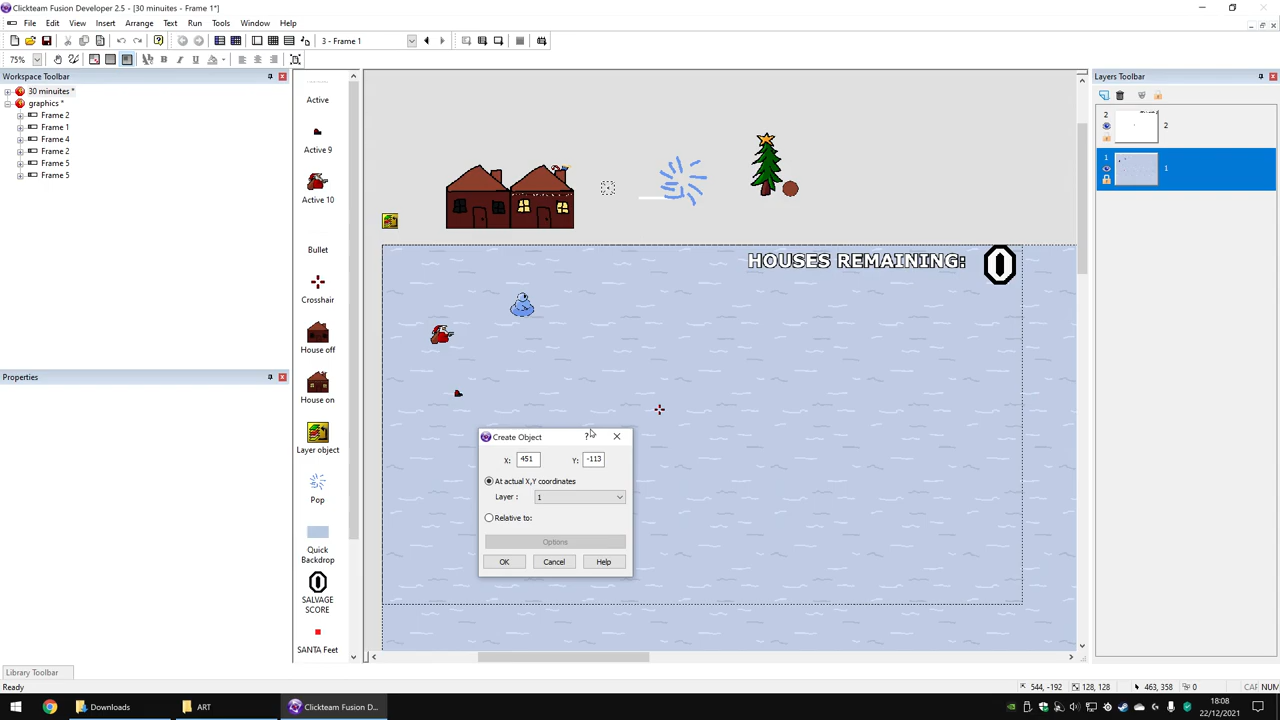 Clickteam Fusion Developer 2.5 - [30 minuites - Frame 1*]
File Edit View Insert Arrange Text Run Tools Window Help
3 - Frame 1
75%
B I U
Workspace Toolbar
30 minuites *
graphics *
Frame 2
Frame 1
Frame 4
Frame 2
Frame 5
Frame 5
Properties
Library Toolbar
Ready
Active
Active 9
Active 10
Bullet
Crosshair
House off
House on
Layer object
Pop
Quick
Backdrop
SALVAGE
SCORE
SANTA Feet
HOUSES REMAINING: 0
Create Object
?
X: 451 Y: -113
At actual X,Y coordinates
Layer : 1
Relative to:
Options
OK Cancel Help
Layers Toolbar
2 2
1 1
544, -192 128, 128 463, 358 0 CAF NUM
Downloads ART Clickteam Fusion D...
18:08
22/12/2021